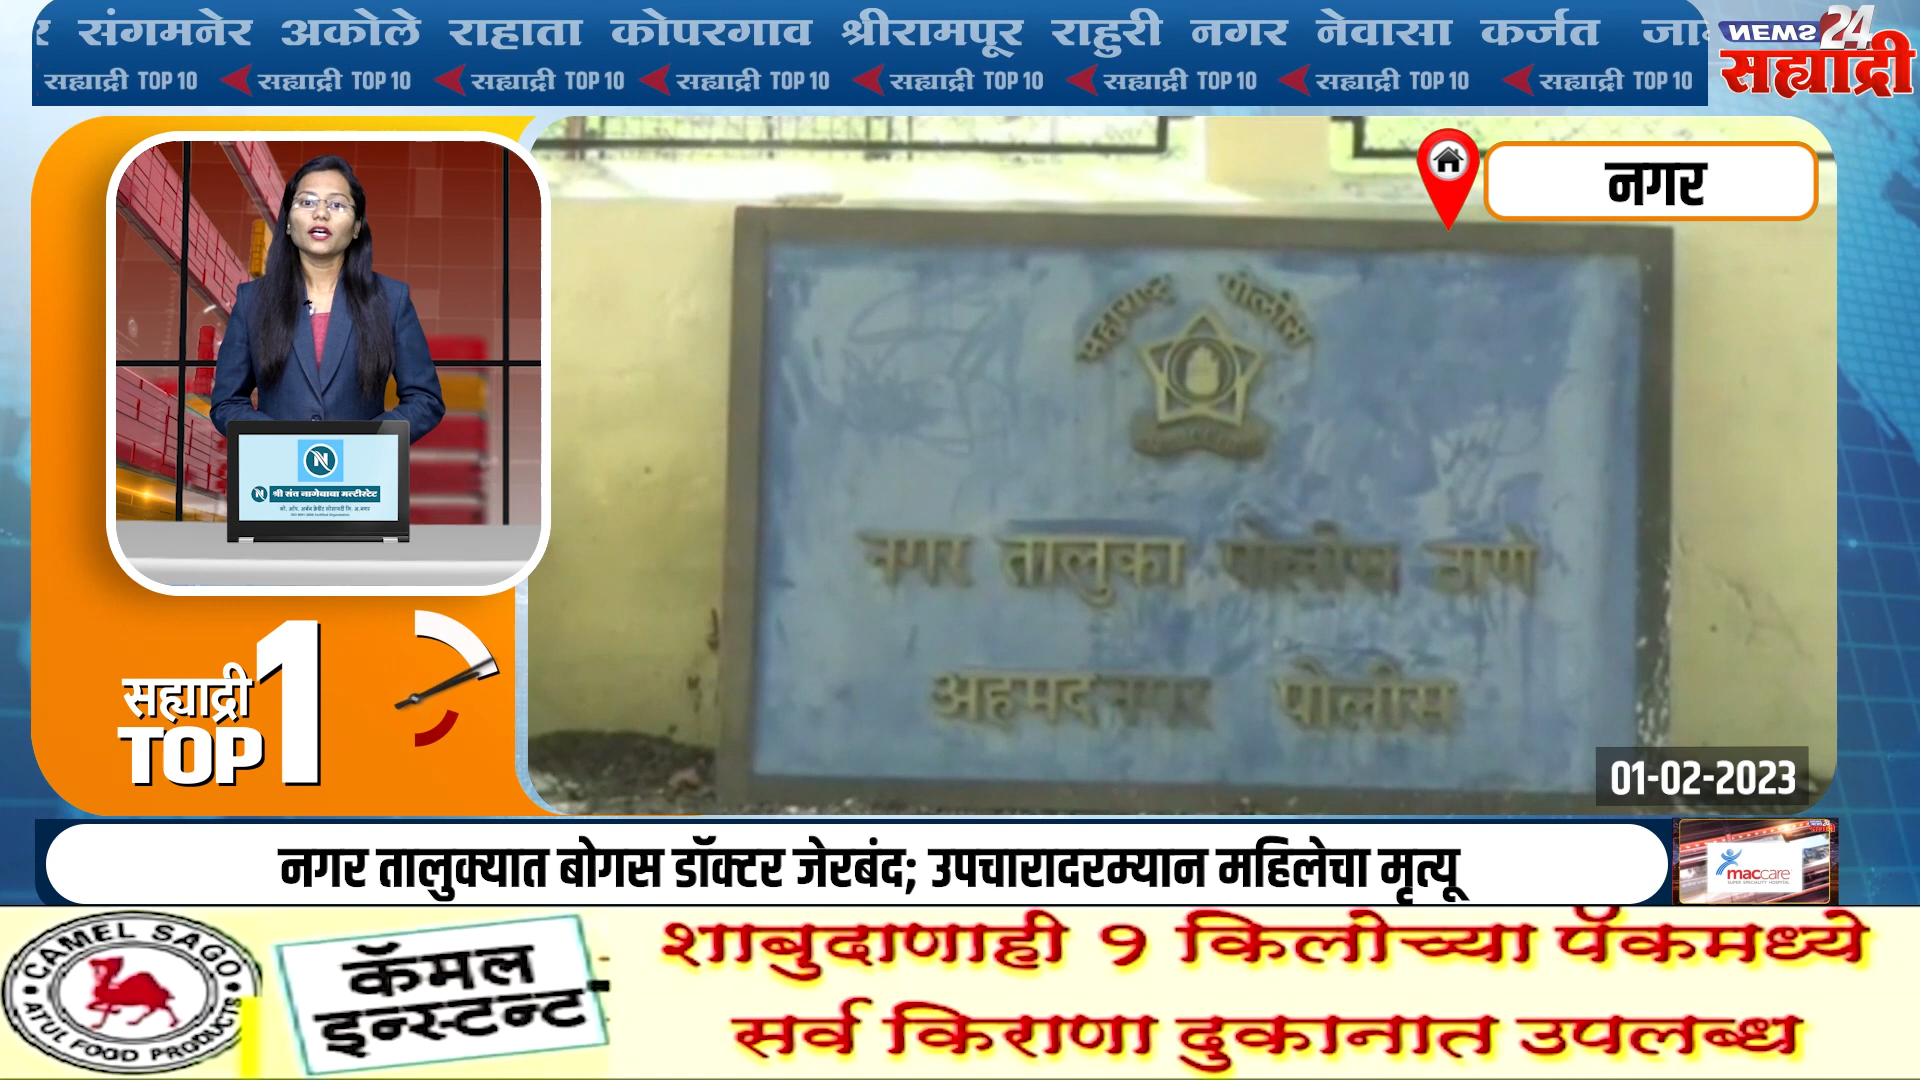 संगमनेर अकोले राहाता कोपरगाव श्रीरामपूर राहुरी नगर नेवासा कर्जत
सह्याद्री TOP 10 सह्याद्री TOP 10 सह्याद्री TOP 10 सह्याद्री TOP 10 सह्याद्री TOP 10 सह्याद्री TOP 10 सह्याद्री TOP 10 सह्याद्री TOP 10
NEWS 24
सह्याद्री
नगर
महाराष्ट्र पोलीस
नगर तालुका पोलीस ठाणे
अहमदनगर पोलीस
N
N श्री संत नागेबाबा मल्टीस्टेट
सह्याद्री
TOP 1
01-02-2023
नगर तालुक्यात बोगस डॉक्टर जेरबंद; उपचारादरम्यान महिलेचा मृत्यू
maccare
CAMEL SAGO
ATUL FOOD PRODUCTS
कॅमल
इन्स्टन्ट
शाबुदाणाही १ किलोच्या पॅकमध्ये
सर्व किराणा दुकानात उपलब्ध